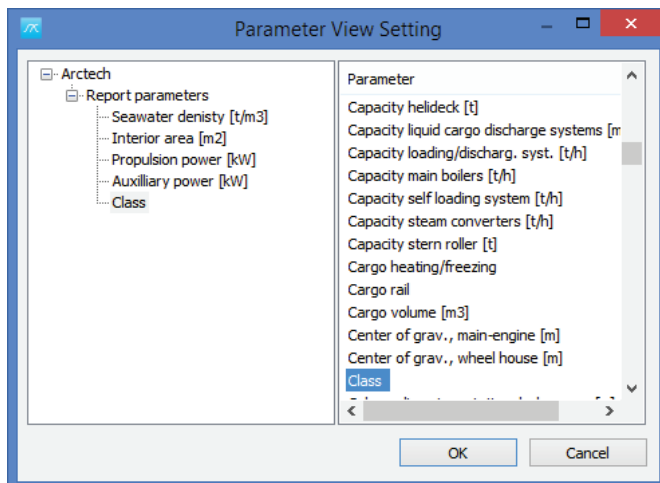 Parameter View Setting
Arctech
Report parameters
Seawater denisty [t/m3]
Interior area [m2]
Propulsion power [kW]
Auxilliary power [kW]
Class
Parameter
Capacity helideck [t]
Capacity liquid cargo discharge systems [m
Capacity loading/discharg. syst. [t/h]
Capacity main boilers [t/h]
Capacity self loading system [t/h]
Capacity steam converters [t/h]
Capacity stern roller [t]
Cargo heating/freezing
Cargo rail
Cargo volume [m3]
Center of grav., main-engine [m]
Center of grav., wheel house [m]
Class
OK
Cancel